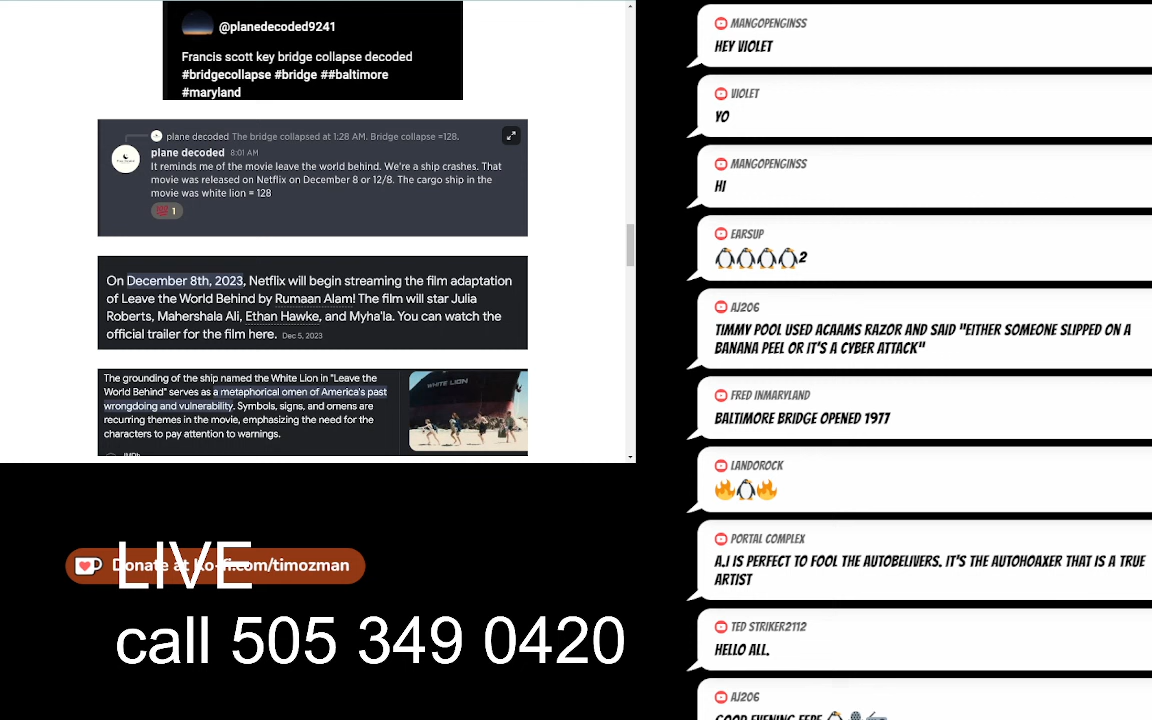 @planedecoded9241
Francis scott key bridge collapse decoded
#bridgecollapse #bridge ##baltimore
#maryland
plane decoded The bridge collapsed at 1:28 AM. Bridge collapse =128.
plane decoded 8:01 AM
It reminds me of the movie leave the world behind. We're a ship crashes. That
movie was released on Netflix on December 8 or 12/8. The cargo ship in the
movie was white lion = 128
💯 1
On December 8th, 2023, Netflix will begin streaming the film adaptation
of Leave the World Behind by Rumaan Alam! The film will star Julia
Roberts, Mahershala Ali, Ethan Hawke, and Myha'la. You can watch the
official trailer for the film here. Dec 5, 2023
The grounding of the ship named the White Lion in "Leave the
World Behind" serves as a metaphorical omen of America's past
wrongdoing and vulnerability. Symbols, signs, and omens are
recurring themes in the movie, emphasizing the need for the
characters to pay attention to warnings.
WHITE LION
LIVE
Donate at ko-fi.com/timozman
call 505 349 0420
MANGOPENGINSS
HEY VIOLET
VIOLET
YO
MANGOPENGINSS
HI
EARSUP
🐧🐧🐧🐧2
AJ206
TIMMY POOL USED ACAAMS RAZOR AND SAID "EITHER SOMEONE SLIPPED ON A
BANANA PEEL OR IT'S A CYBER ATTACK"
FRED INMARYLAND
BALTIMORE BRIDGE OPENED 1977
LANDOROCK
🔥🐧🔥
PORTAL COMPLEX
A.I IS PERFECT TO FOOL THE AUTOBELIVERS. IT'S THE AUTOHOAXER THAT IS A TRUE
ARTIST
TED STRIKER2112
HELLO ALL.
AJ206
GOOD EVENING